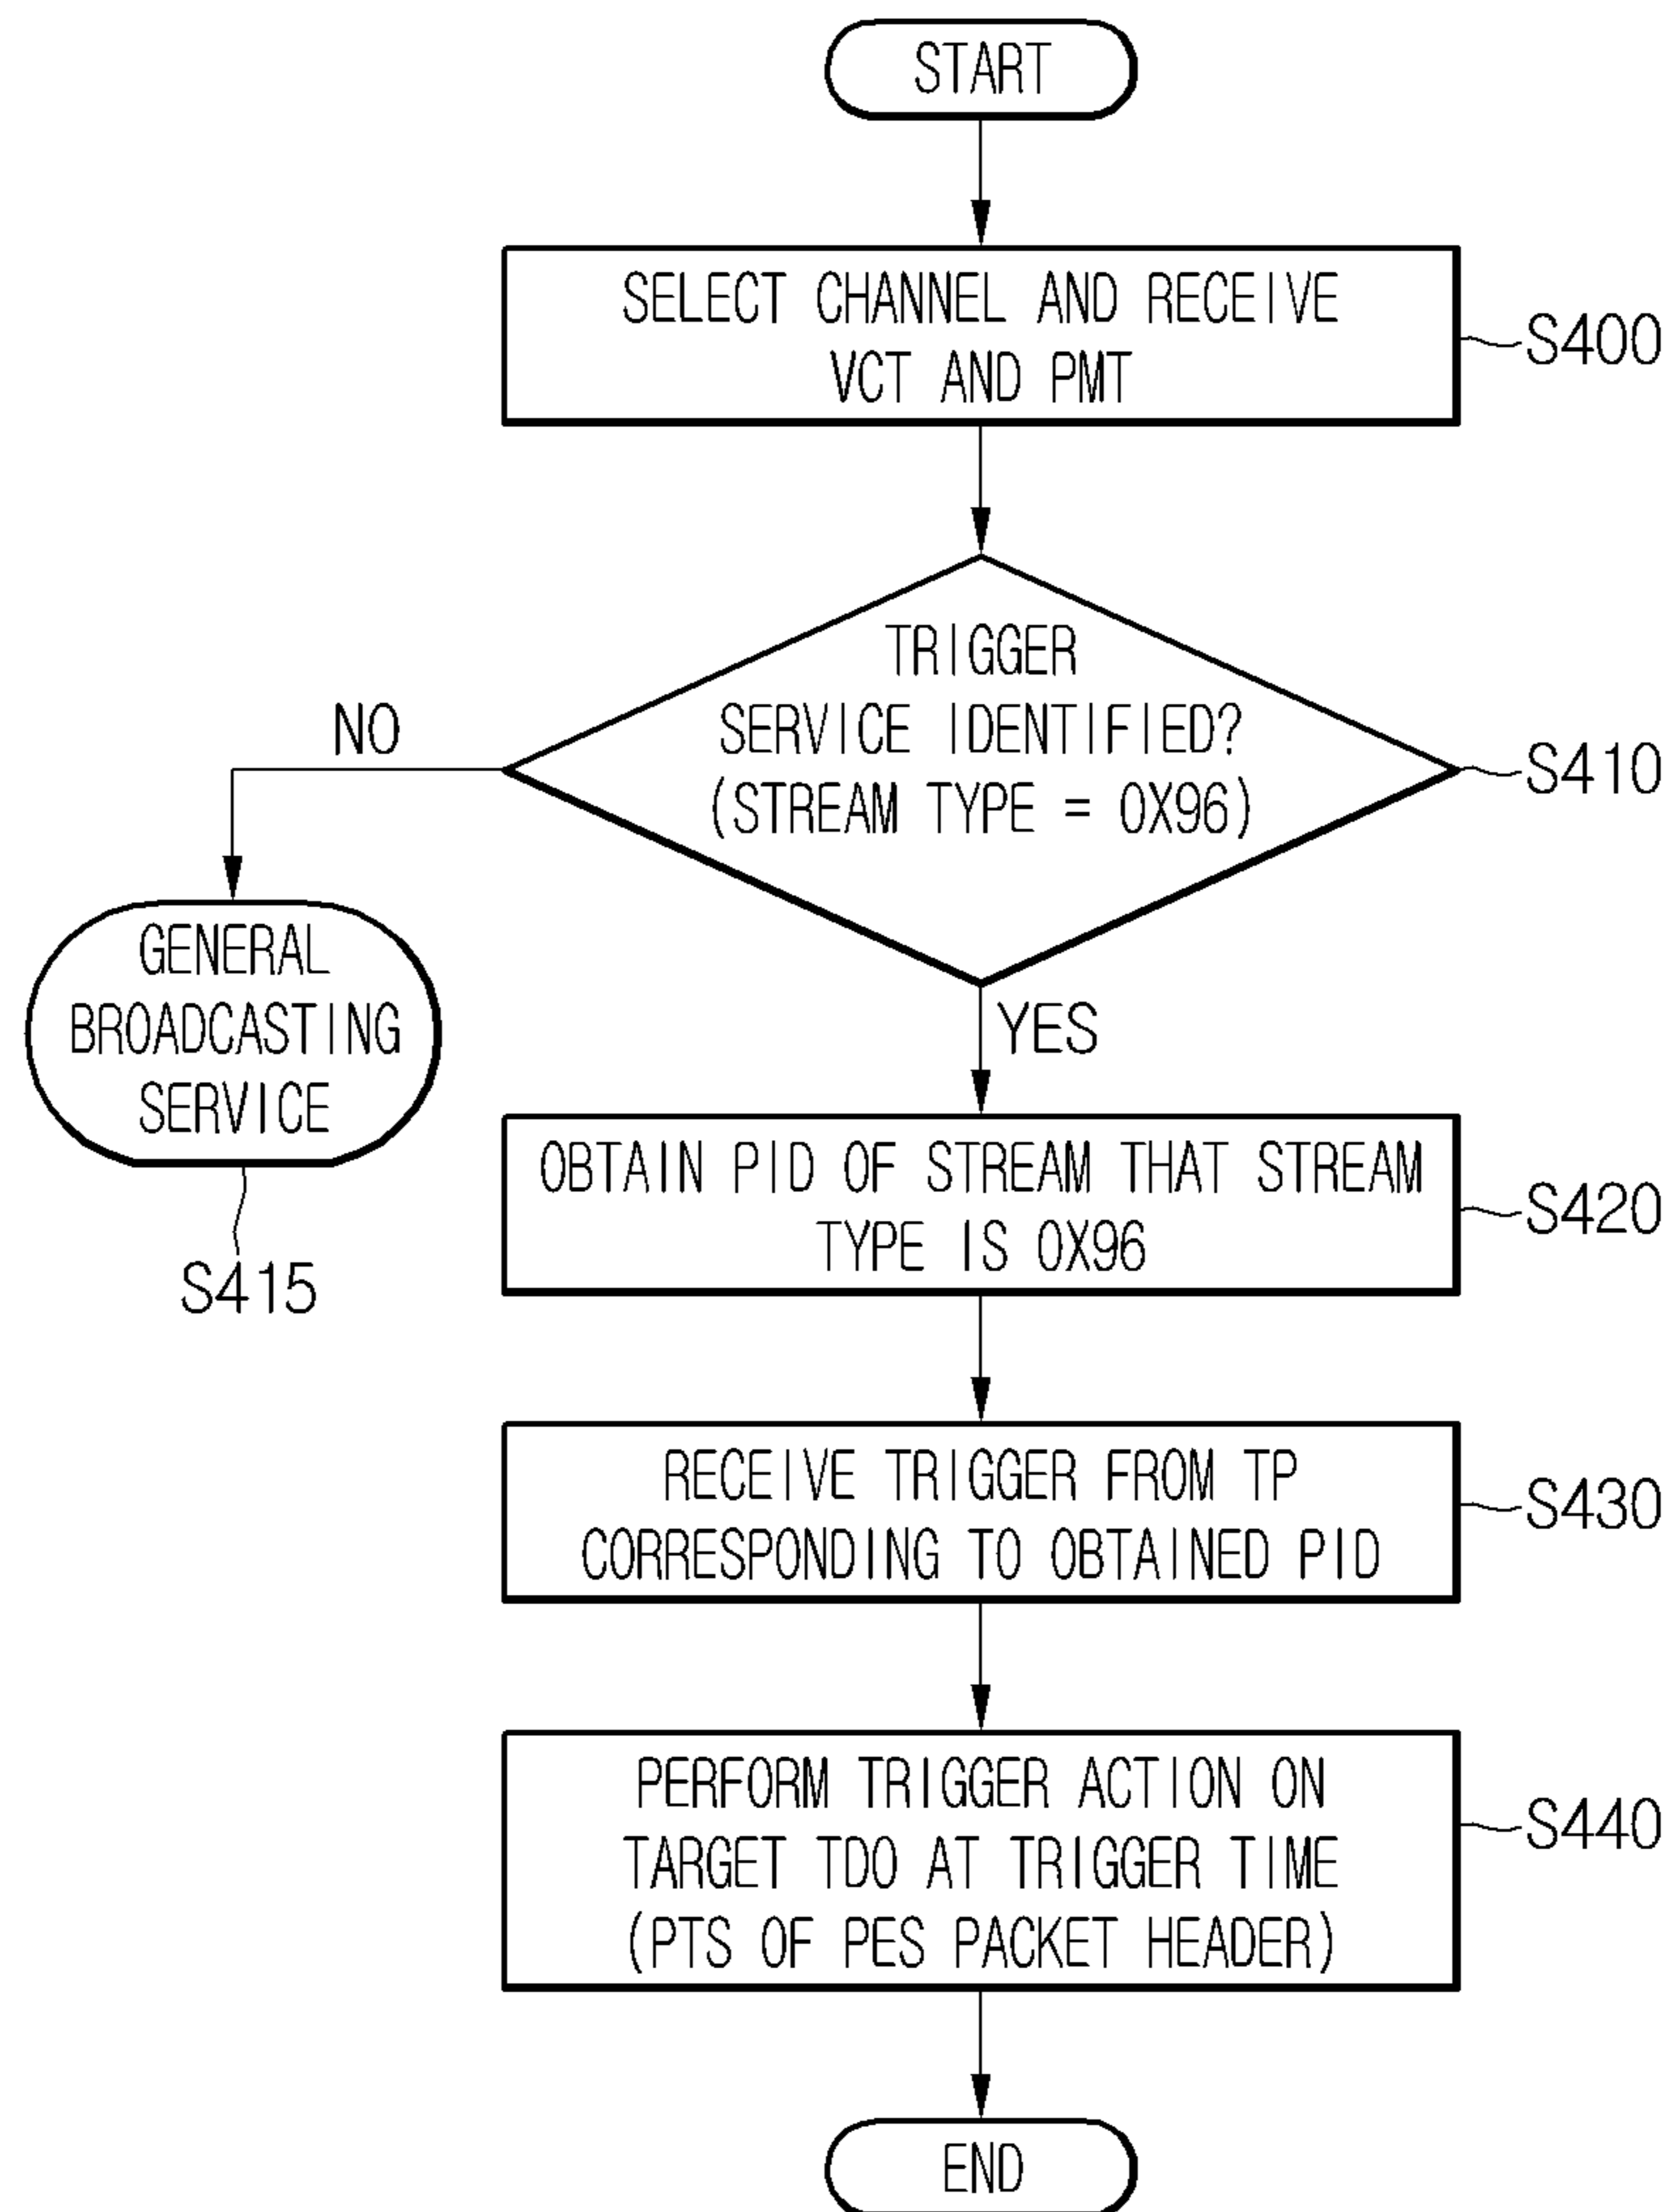 START
SELECT CHANNEL AND RECEIVE
VCT AND PMT
S400
TRIGGER
SERVICE IDENTIFIED?
(STREAM TYPE = 0X96)
S410
NO
GENERAL
BROADCASTING
SERVICE
S415
YES
OBTAIN PID OF STREAM THAT STREAM
TYPE IS 0X96
S420
RECEIVE TRIGGER FROM TP
CORRESPONDING TO OBTAINED PID
S430
PERFORM TRIGGER ACTION ON
TARGET TDO AT TRIGGER TIME
(PTS OF PES PACKET HEADER)
S440
END